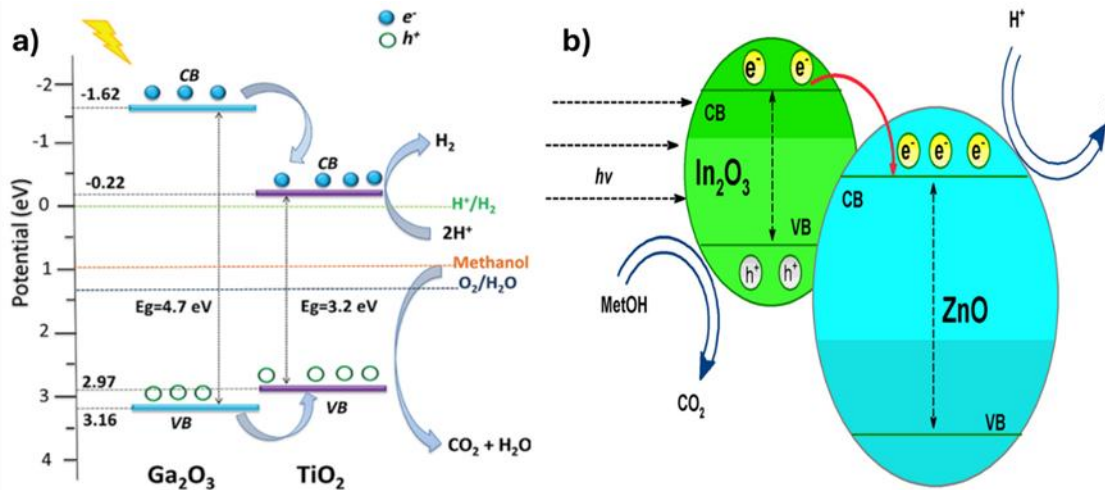 a)
e⁻
h⁺
CB
-2
-1.62
-1
CB
H₂
-0.22
0
H⁺/H₂
2H⁺
Potential (eV)
1
Methanol
O₂/H₂O
Eg=4.7 eV
Eg=3.2 eV
2
2.97
3
3.16
VB
VB
CO₂ + H₂O
4
Ga₂O₃
TiO₂
b)
H⁺
e⁻ e⁻
CB
e⁻ e⁻ e⁻
hv
In₂O₃
CB
VB
h⁺ h⁺
MetOH
ZnO
CO₂
VB